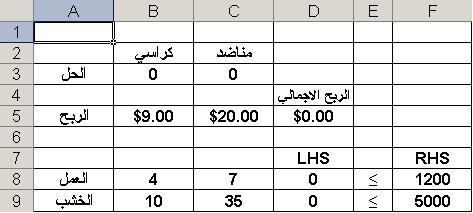 A B C D E F
1
2 كراسي مناضد
3 الحل 0 0
4 الربح الاجمالي
5 الربح $9.00 $20.00 $0.00
6
7 LHS RHS
8 العمل 4 7 0 ≤ 1200
9 الخشب 10 35 0 ≤ 5000